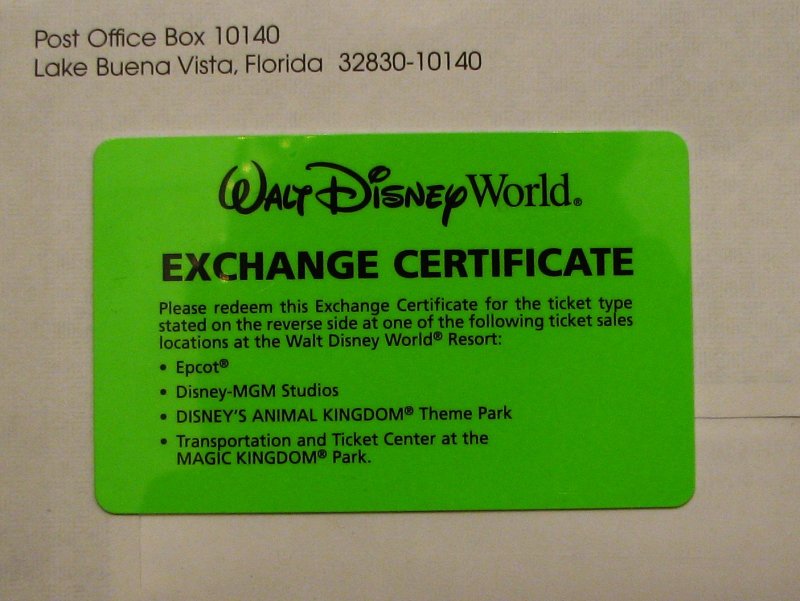 Post Office Box 10140
Lake Buena Vista, Florida 32830-10140
WALT DISNEY World®
EXCHANGE CERTIFICATE
Please redeem this Exchange Certificate for the ticket type
stated on the reverse side at one of the following ticket sales
locations at the Walt Disney World® Resort:
• Epcot®
• Disney-MGM Studios
• DISNEY'S ANIMAL KINGDOM® Theme Park
• Transportation and Ticket Center at the
MAGIC KINGDOM® Park.